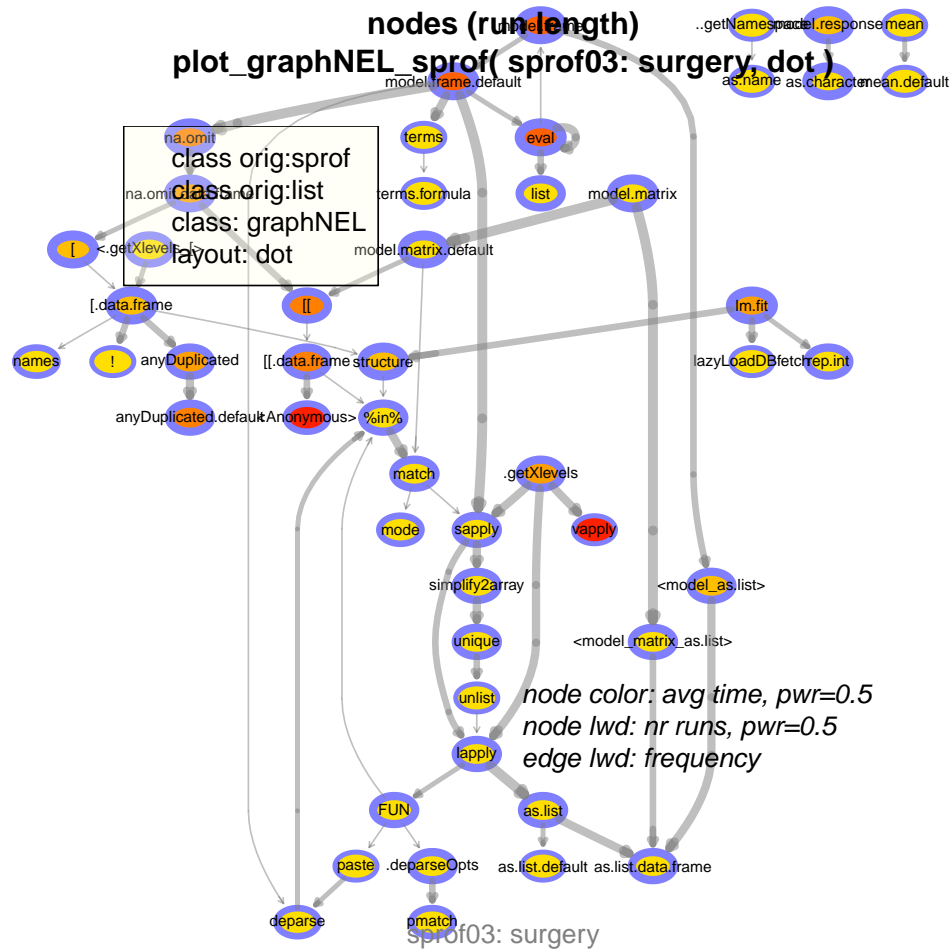 nodes (run length)
plot_graphNEL_sprof( sprof03: surgery, dot )
..getNamespace
model.response
mean
as.name
as.character
mean.default
model.frame.default
na.omit
terms
eval
class orig:sprof
class orig:list
class: graphNEL
layout: dot
terms.formula
list
model.matrix
[
model.matrix.default
[.data.frame
[[
lm.fit
names
!
anyDuplicated
[[.data.frame
structure
lazyLoadDBfetch
rep.int
anyDuplicated.default
<Anonymous>
%in%
match
.getXlevels
mode
sapply
vapply
simplify2array
<model_as.list>
unique
<model_matrix_as.list>
unlist
node color: avg time, pwr=0.5
node lwd: nr runs, pwr=0.5
edge lwd: frequency
lapply
FUN
as.list
paste
.deparseOpts
as.list.default
as.list.data.frame
deparse
pmatch
sprof03: surgery